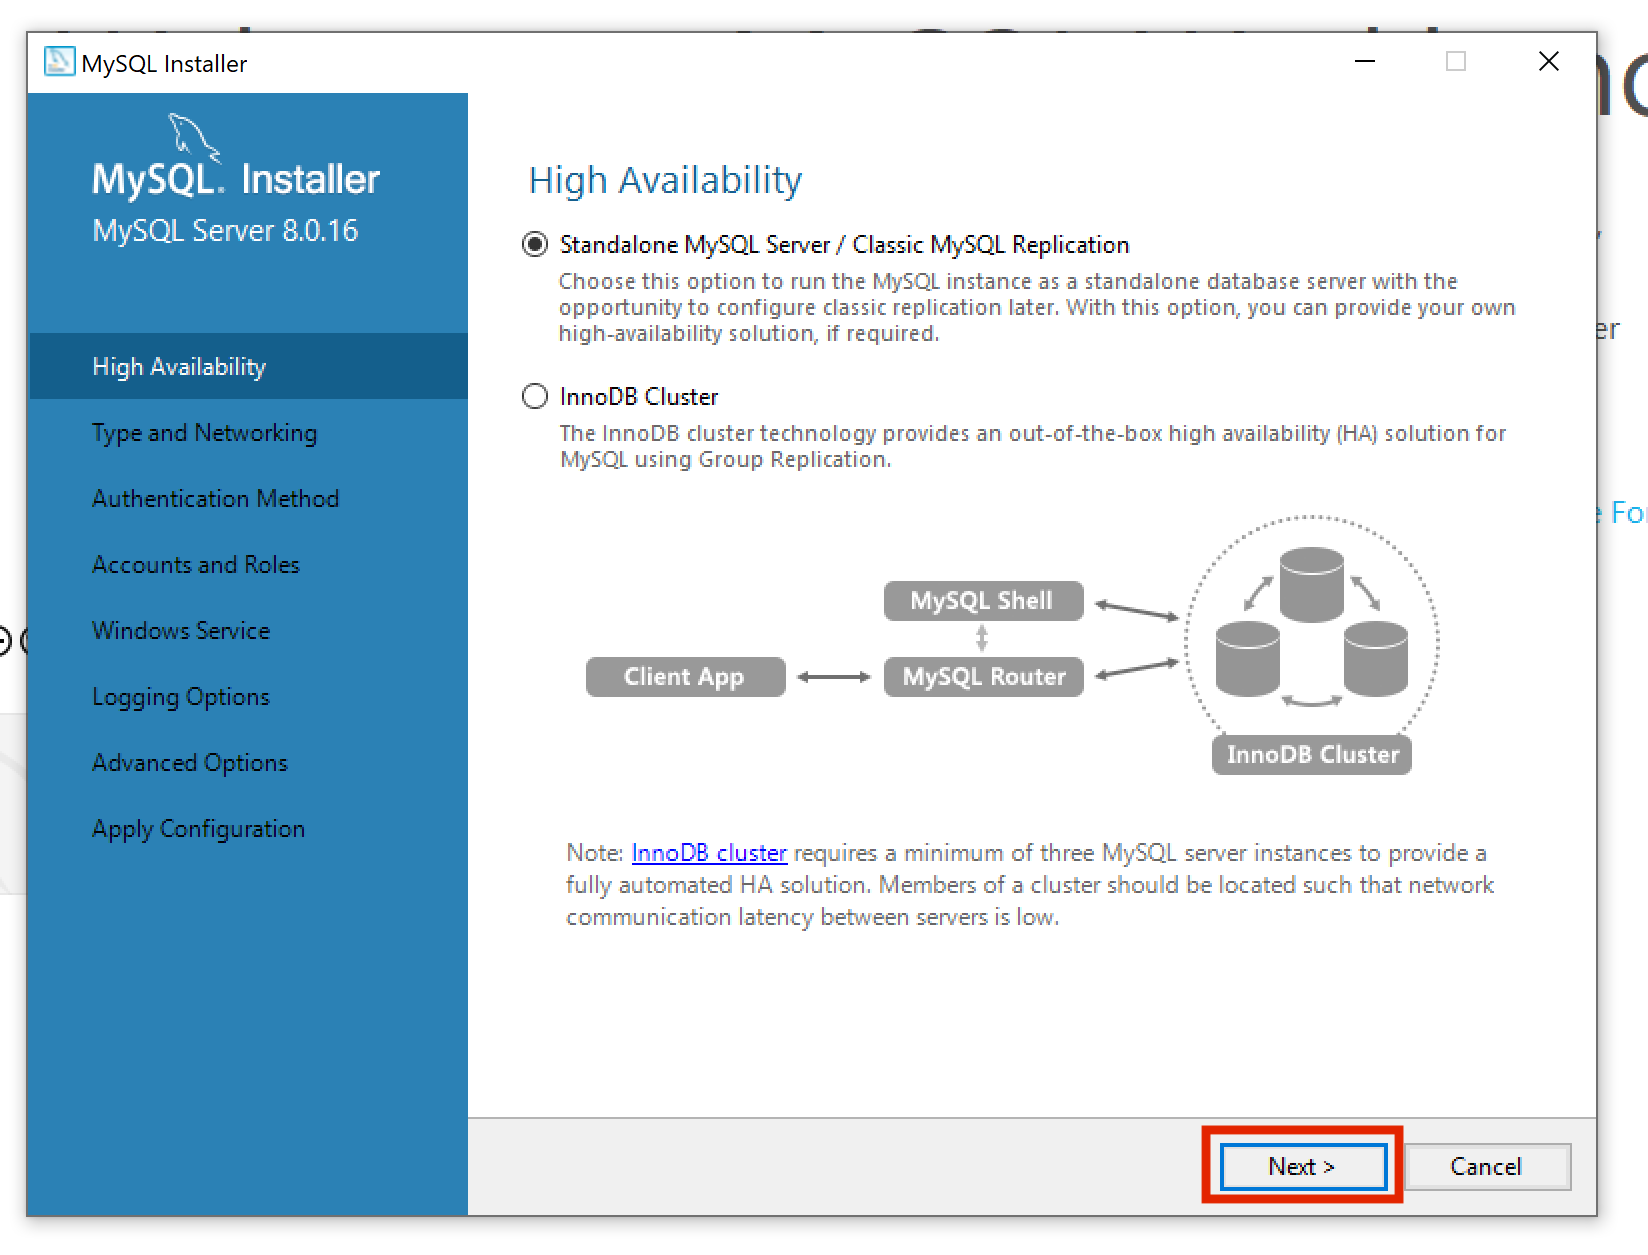 MySQL Installer
MySQL. Installer
MySQL Server 8.0.16
High Availability
Type and Networking
Authentication Method
Accounts and Roles
Windows Service
Logging Options
Advanced Options
Apply Configuration
High Availability
Standalone MySQL Server / Classic MySQL Replication
Choose this option to run the MySQL instance as a standalone database server with the
opportunity to configure classic replication later. With this option, you can provide your own
high-availability solution, if required.
InnoDB Cluster
The InnoDB cluster technology provides an out-of-the-box high availability (HA) solution for
MySQL using Group Replication.
MySQL Shell
Client App
MySQL Router
InnoDB Cluster
Note: InnoDB cluster requires a minimum of three MySQL server instances to provide a
fully automated HA solution. Members of a cluster should be located such that network
communication latency between servers is low.
Next >
Cancel